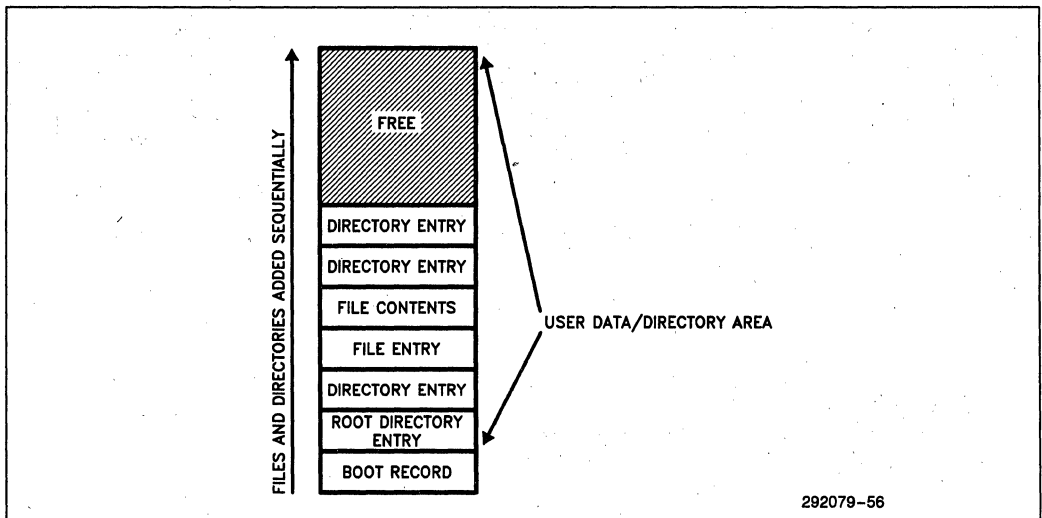 FILES AND DIRECTORIES ADDED SEQUENTIALLY
FREE
DIRECTORY ENTRY
DIRECTORY ENTRY
FILE CONTENTS
FILE ENTRY
DIRECTORY ENTRY
ROOT DIRECTORY
ENTRY
BOOT RECORD
USER DATA/DIRECTORY AREA
292079-56